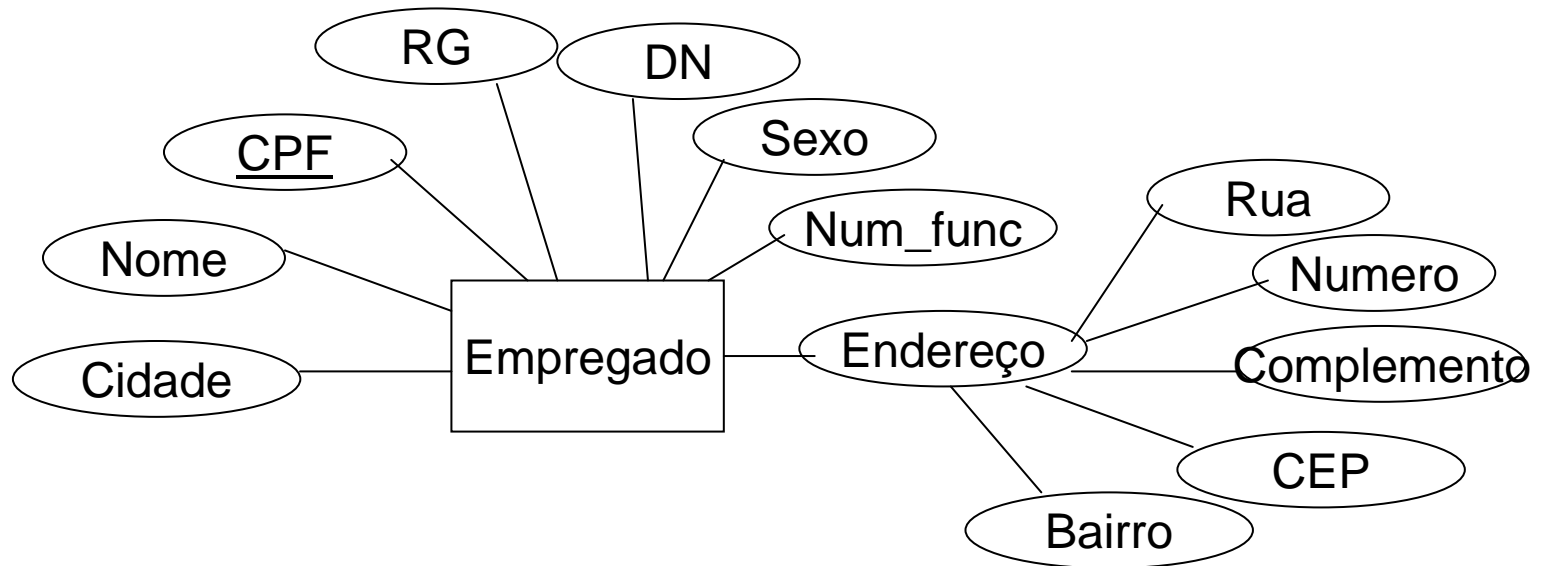 RG
DN
CPF
Sexo
Nome
Num_func
Rua
Numero
Empregado
Endereço
Complemento
Cidade
CEP
Bairro